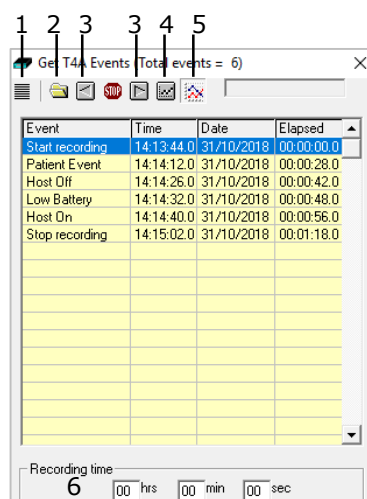 1 2 3 3 4 5
Get T4A Events (Total events = 6)
STOP
Event Time Date Elapsed
Start recording 14:13:44.0 31/10/2018 00:00:00.0
Patient Event 14:14:12.0 31/10/2018 00:00:28.0
Host Off 14:14:26.0 31/10/2018 00:00:42.0
Low Battery 14:14:32.0 31/10/2018 00:00:48.0
Host On 14:14:40.0 31/10/2018 00:00:56.0
Stop recording 14:15:02.0 31/10/2018 00:01:18.0
Recording time
6 00 hrs 00 min 00 sec